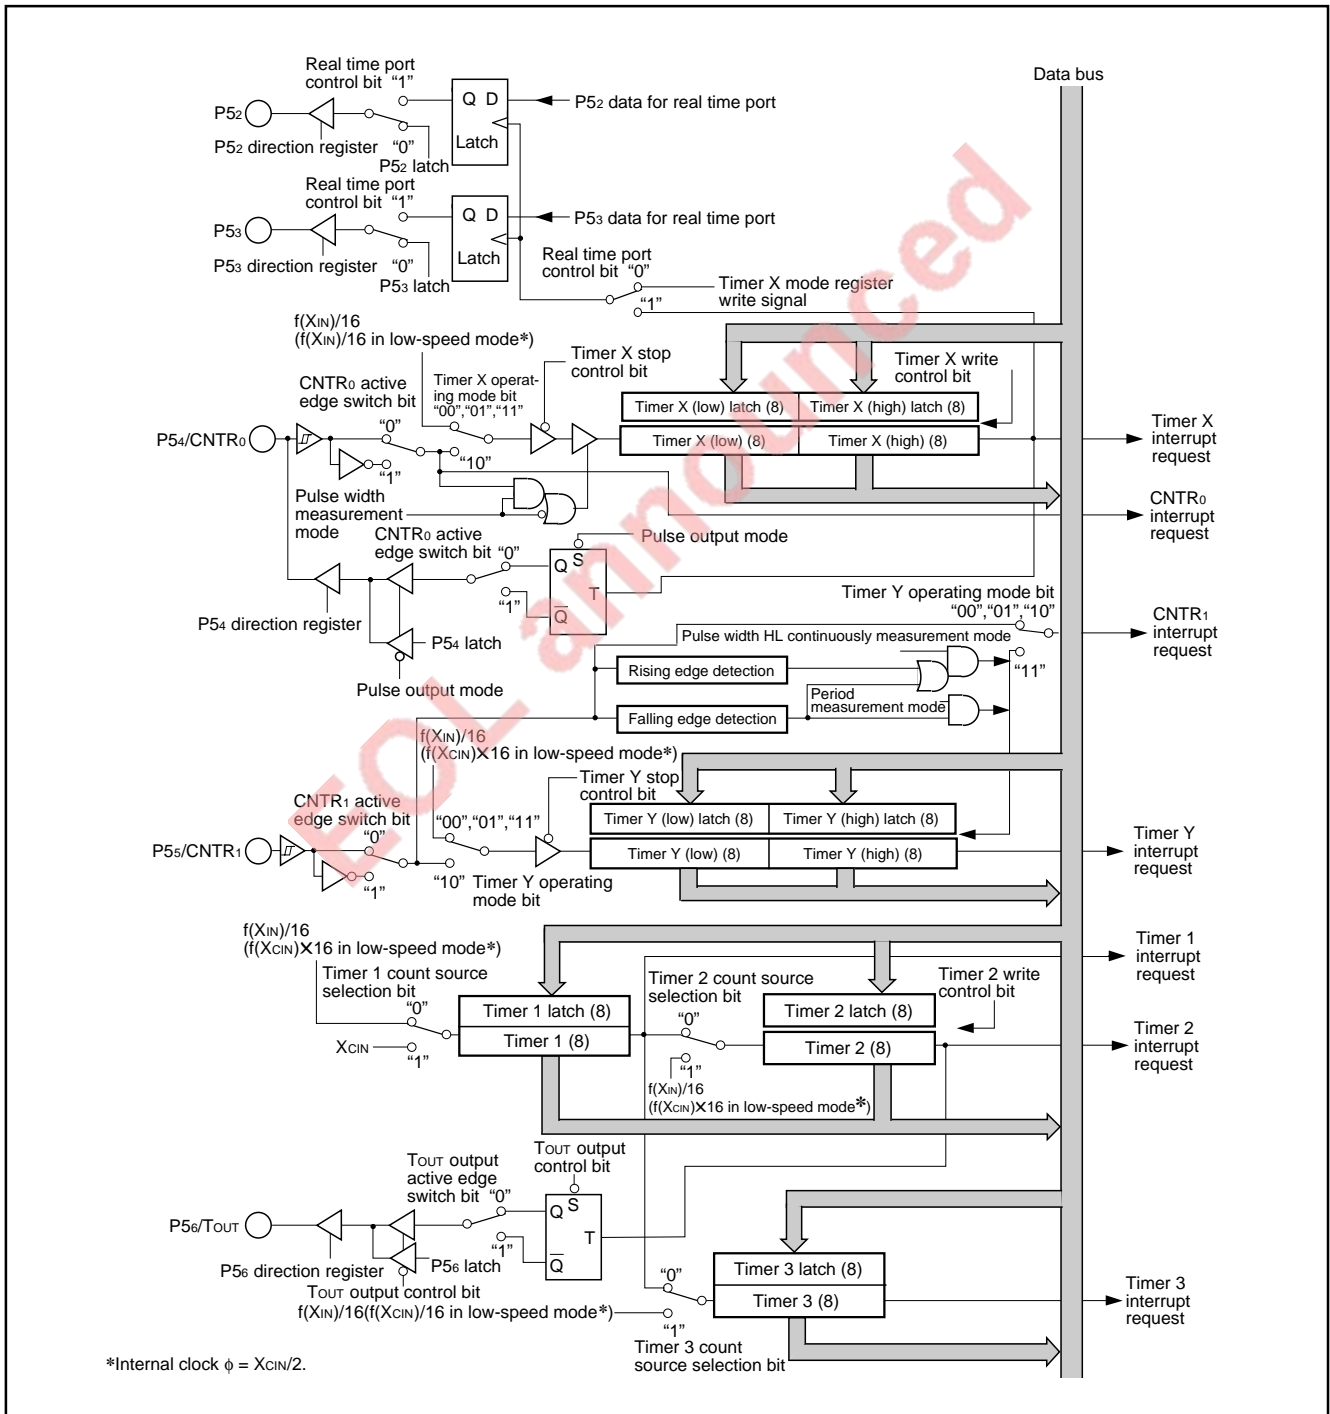 Data bus
Real time port
control bit “1”
Q D
P52 data for real time port
P52
Latch
P52 direction register
“0”
P52 latch
Real time port
control bit “1”
Q D
P53 data for real time port
P53
Latch
P53 direction register
“0”
P53 latch
Real time port
control bit “0”
Timer X mode register
write signal
“1”
f(XIN)/16
(f(XIN)/16 in low-speed mode*)
Timer X stop
control bit
Timer X write
control bit
CNTR0 active
edge switch bit
Timer X operat-
ing mode bit
“00”,“01”,“11”
Timer X (low) latch (8)
Timer X (high) latch (8)
P54/CNTR0
“0”
Timer X (low) (8)
Timer X (high) (8)
Timer X
interrupt
request
“10”
“1”
Pulse width
measurement
mode
CNTR0
interrupt
request
CNTR0 active
edge switch bit “0”
Pulse output mode
Q S
T
“1”
Q
P54 direction register
P54 latch
Pulse output mode
Timer Y operating mode bit
“00”,“01”,“10”
CNTR1
interrupt
request
Pulse width HL continuously measurement mode
“11”
Rising edge detection
Period
measurement mode
Falling edge detection
f(XIN)/16
(f(XCIN)X16 in low-speed mode*)
Timer Y stop
control bit
CNTR1 active
edge switch bit
“0”
“00”,“01”,“11”
Timer Y (low) latch (8)
Timer Y (high) latch (8)
P55/CNTR1
Timer Y (low) (8)
Timer Y (high) (8)
Timer Y
interrupt
request
“1”
“10” Timer Y operating
mode bit
f(XIN)/16
(f(XCIN)X16 in low-speed mode*)
Timer 1
interrupt
request
Timer 1 count source
selection bit
“0”
Timer 2 count source
selection bit
“0”
Timer 2 write
control bit
Timer 1 latch (8)
Timer 2 latch (8)
Timer 1 (8)
Timer 2 (8)
Timer 2
interrupt
request
XCIN
“1”
“1”
f(XIN)/16
(f(XCIN)X16 in low-speed mode*)
TOUT output
active edge
switch bit “0”
TOUT output
control bit
Q S
T
P56/TOUT
“1”
Q
P56 direction register
P56 latch
TOUT output control bit
f(XIN)/16(f(XCIN)/16 in low-speed mode*)
“0”
Timer 3 latch (8)
Timer 3 (8)
Timer 3
interrupt
request
“1”
Timer 3 count
source selection bit
*Internal clock ϕ = XCIN/2.
EOL announced